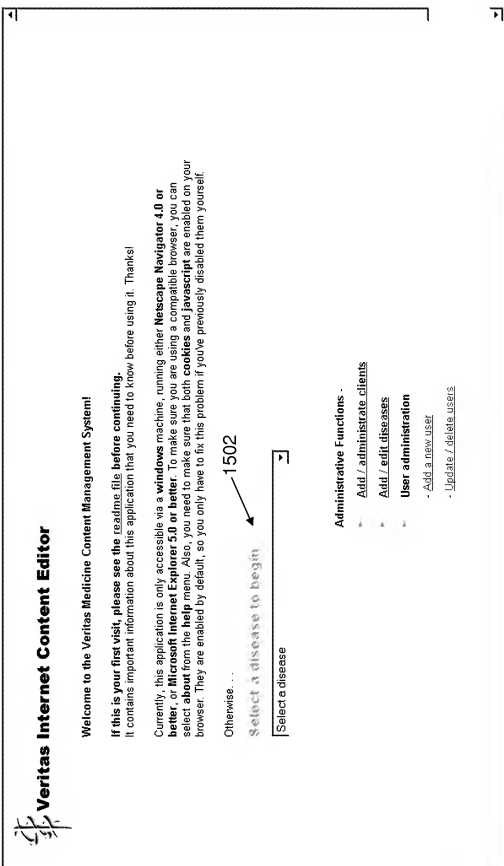 Veritas Internet Content Editor
Welcome to the Veritas Medicine Content Management System!
If this is your first visit, please see the readme file before continuing.
It contains important information about this application that you need to know before using it. Thanks!
Currently, this application is only accessible via a windows machine, running either Netscape Navigator 4.0 or
better, or Microsoft Internet Explorer 5.0 or better. To make sure you are using a compatible browser, you can
select about from the help menu. Also, you need to make sure that both cookies and javascript are enabled on your
browser. They are enabled by default, so you only have to fix this problem if you've previously disabled them yourself.
Otherwise. . .
1502
Select a disease to begin
Select a disease
Administrative Functions -
Add / administrate clients
Add / edit diseases
User administration
- Add a new user
- Update / delete users